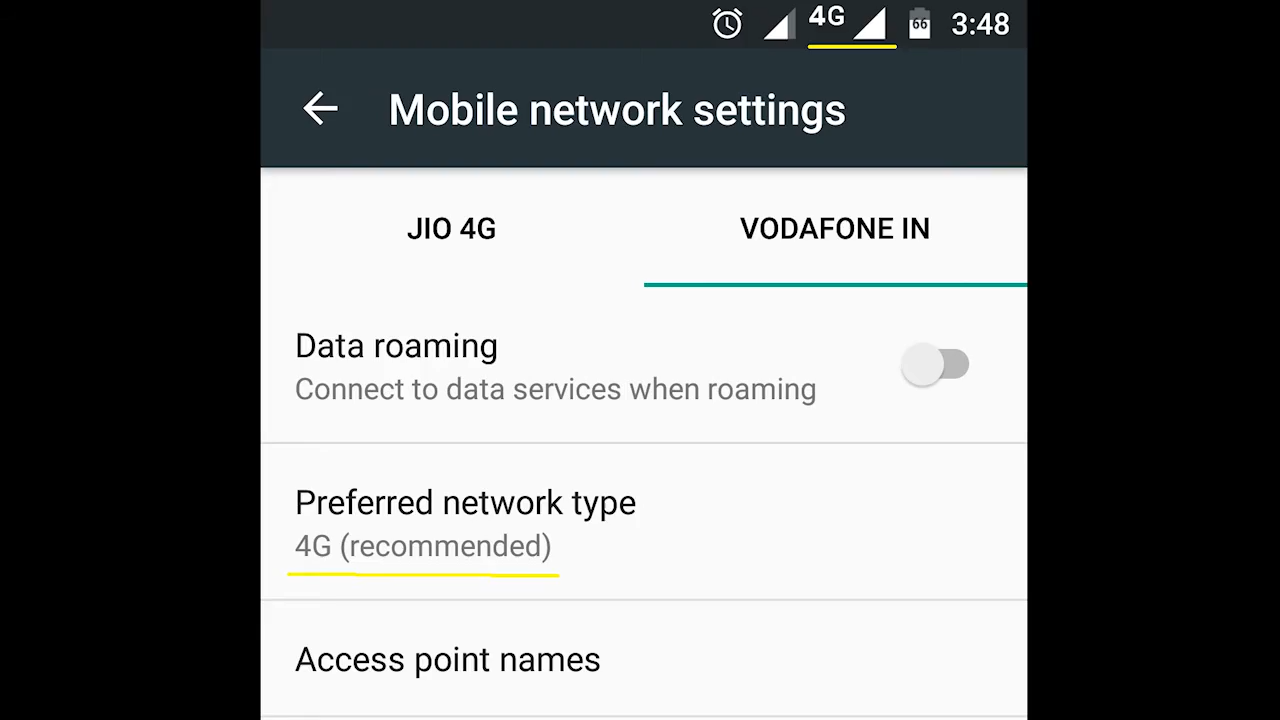 4G 66 3:48
Mobile network settings
JIO 4G VODAFONE IN
Data roaming
Connect to data services when roaming
Preferred network type
4G (recommended)
Access point names